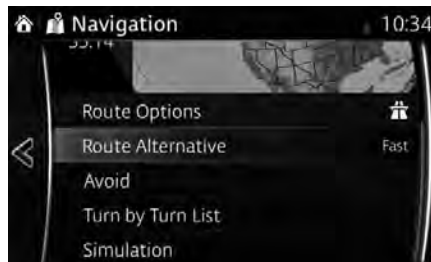 Navigation 10:34
Route Options
Route Alternative Fast
Avoid
Turn by Turn List
Simulation